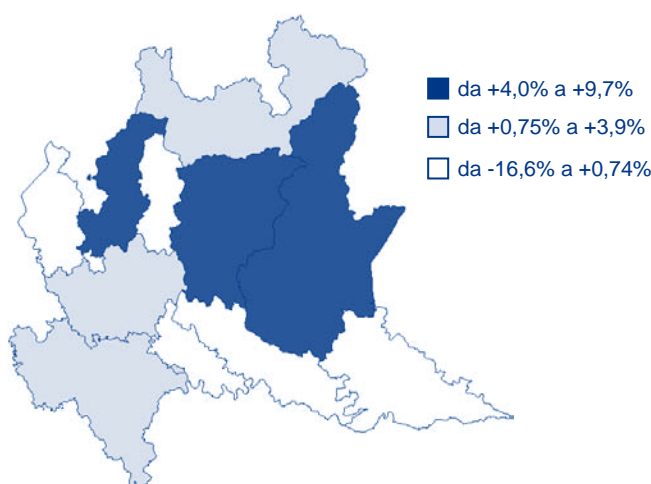 da +4,0% a +9,7%
da +0,75% a +3,9%
da -16,6% a +0,74%